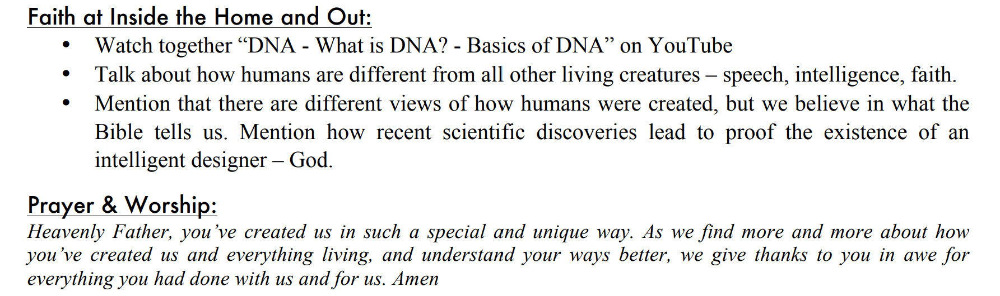 Faith at Inside the Home and Out:
• Watch together “DNA - What is DNA? - Basics of DNA” on YouTube
• Talk about how humans are different from all other living creatures – speech, intelligence, faith.
• Mention that there are different views of how humans were created, but we believe in what the
Bible tells us. Mention how recent scientific discoveries lead to proof the existence of an
intelligent designer – God.
Prayer & Worship:
Heavenly Father, you’ve created us in such a special and unique way. As we find more and more about how
you’ve created us and everything living, and understand your ways better, we give thanks to you in awe for
everything you had done with us and for us. Amen